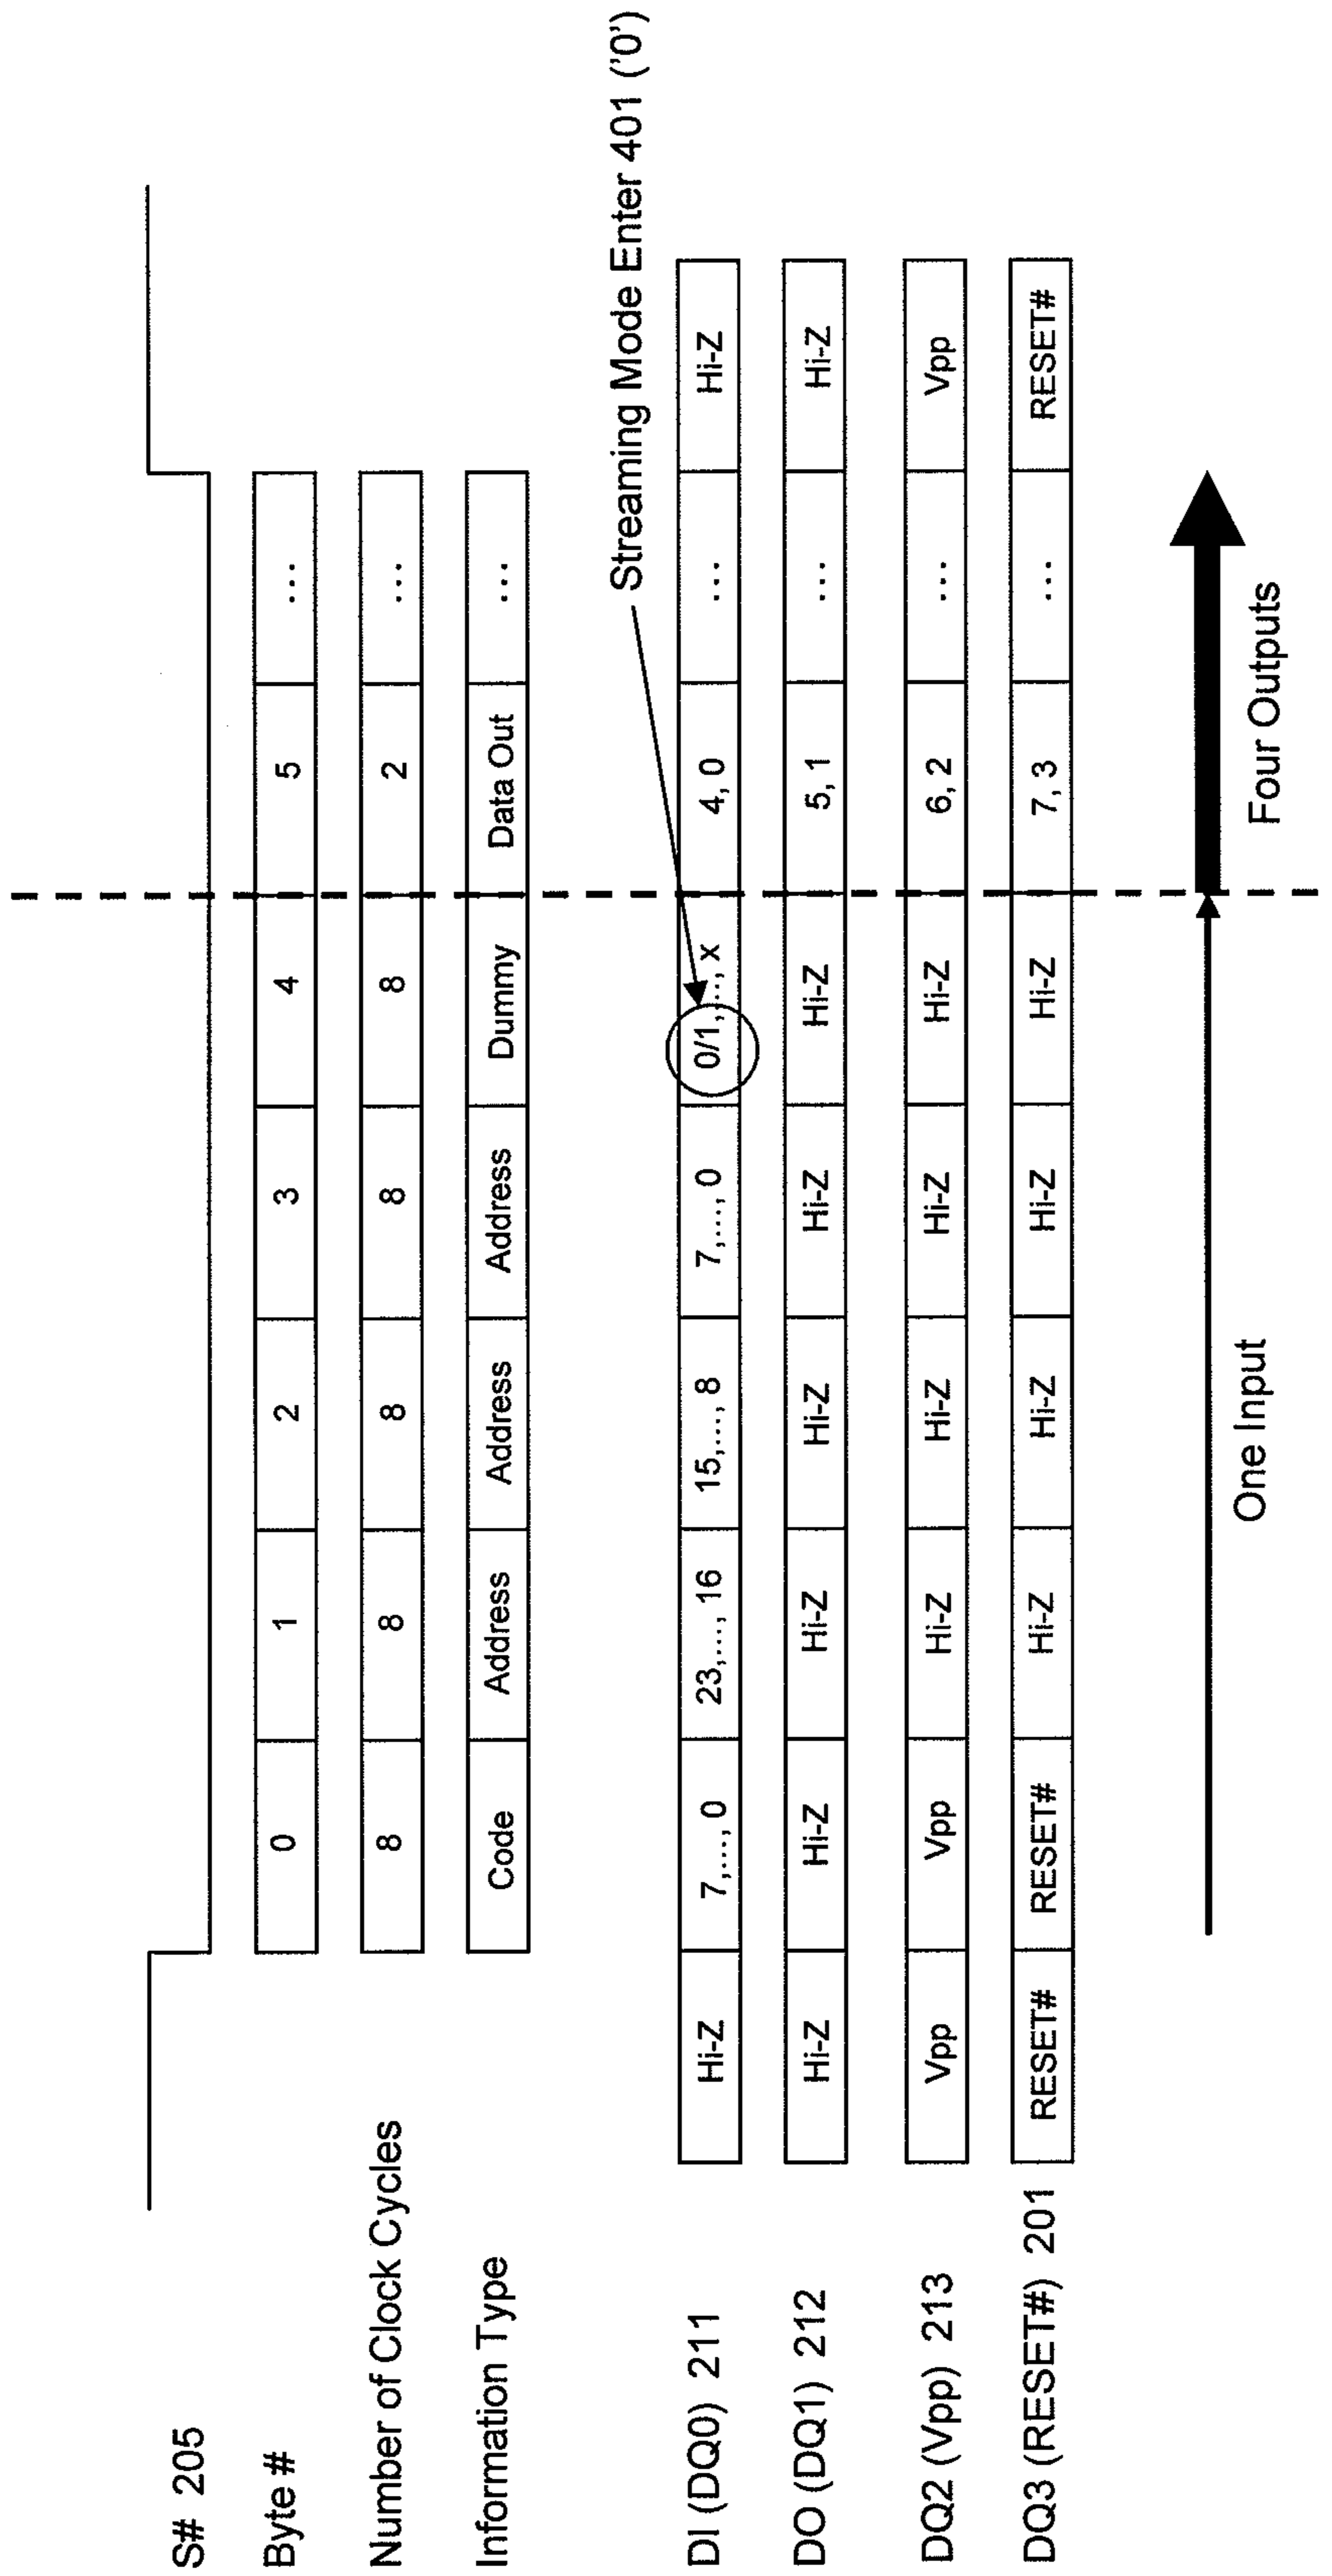 S# 205
Byte # 0 1 2 3 4 5 ...
Number of Clock Cycles 8 8 8 8 8 2 ...
Information Type Code Address Address Address Dummy Data Out ...
Streaming Mode Enter 401 ('0')
DI (DQ0) 211 Hi-Z 7,..., 0 23,..., 16 15,..., 8 7,..., 0 0/1,..., x 4, 0 ... Hi-Z
DO (DQ1) 212 Hi-Z Hi-Z Hi-Z Hi-Z Hi-Z Hi-Z 5, 1 ... Hi-Z
DQ2 (Vpp) 213 Vpp Vpp Hi-Z Hi-Z Hi-Z Hi-Z 6, 2 ... Vpp
DQ3 (RESET#) 201 RESET# RESET# Hi-Z Hi-Z Hi-Z Hi-Z 7, 3 ... RESET#
One Input Four Outputs